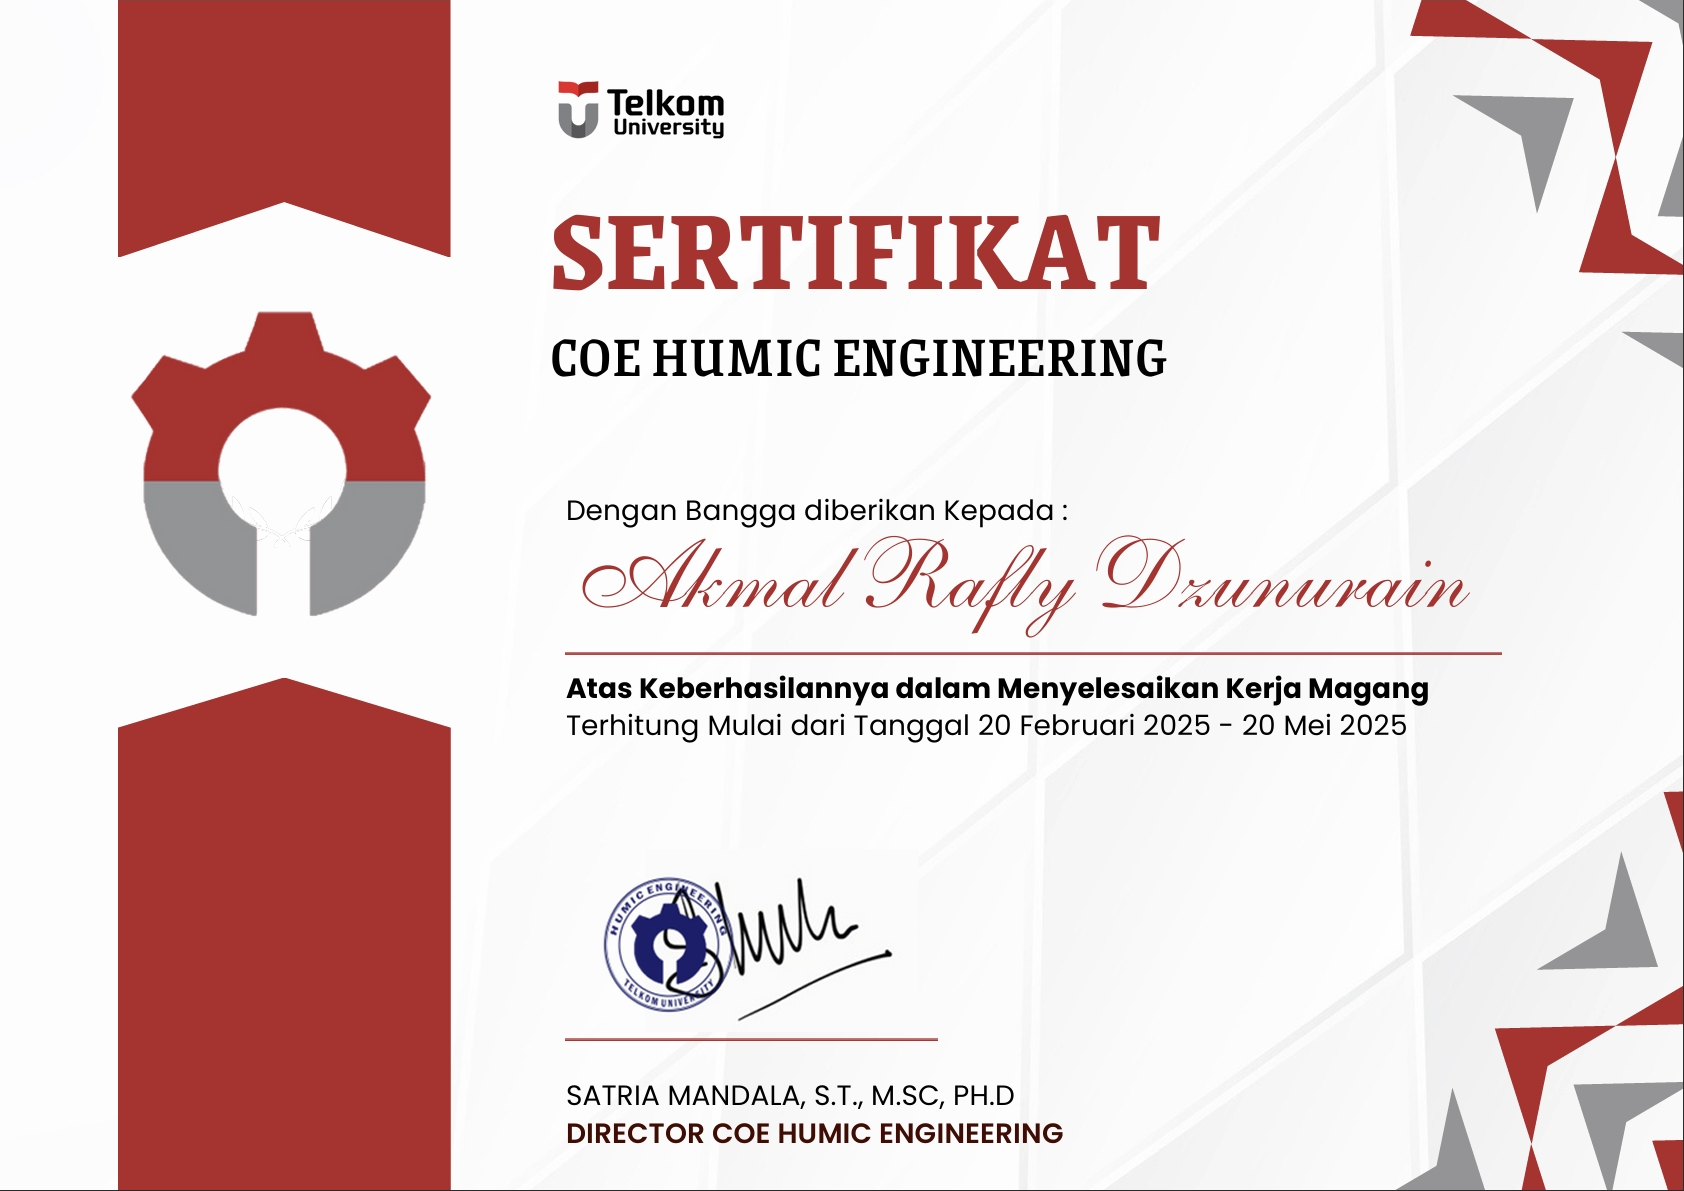 Telkom
University
SERTIFIKAT
COE HUMIC ENGINEERING
Dengan Bangga diberikan Kepada :
Akmal Rafly Dzunurain
Atas Keberhasilannya dalam Menyelesaikan Kerja Magang
Terhitung Mulai dari Tanggal 20 Februari 2025 - 20 Mei 2025
HUMIC ENGINEERING
TELKOM UNIVERSITY
SATRIA MANDALA, S.T., M.SC, PH.D
DIRECTOR COE HUMIC ENGINEERING